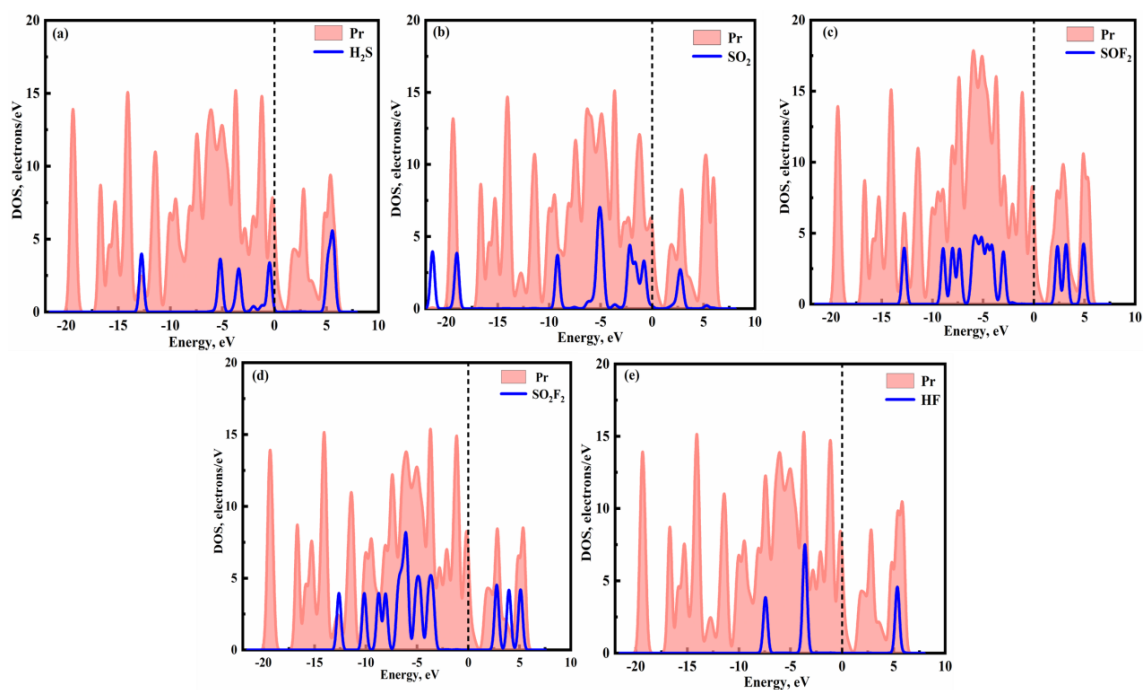 (a)
Pr
H₂S
DOS, electrons/eV
20
15
10
5
0
-20 -15 -10 -5 0 5 10
Energy, eV
(b)
Pr
SO₂
DOS, electrons/eV
20
15
10
5
0
-20 -15 -10 -5 0 5 10
Energy, eV
(c)
Pr
SOF₂
DOS, electrons/eV
20
15
10
5
0
-20 -15 -10 -5 0 5 10
Energy, eV
(d)
Pr
SO₂F₂
DOS, electrons/eV
20
15
10
5
0
-20 -15 -10 -5 0 5 10
Energy, eV
(e)
Pr
HF
DOS, electrons/eV
20
15
10
5
0
-20 -15 -10 -5 0 5 10
Energy, eV